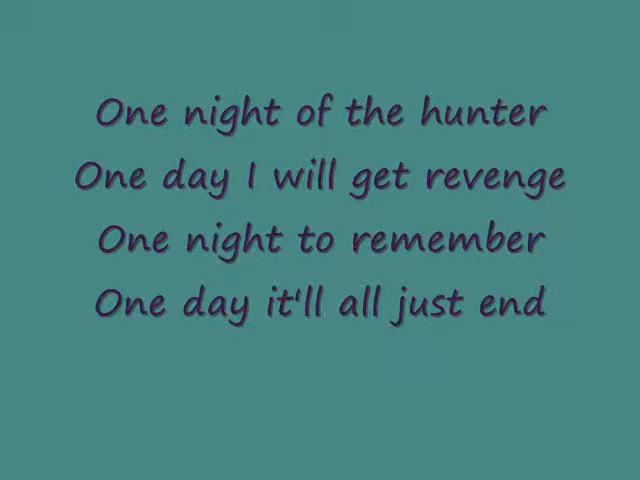 One night of the hunter
One day I will get revenge
One night to remember
One day it'll all just end